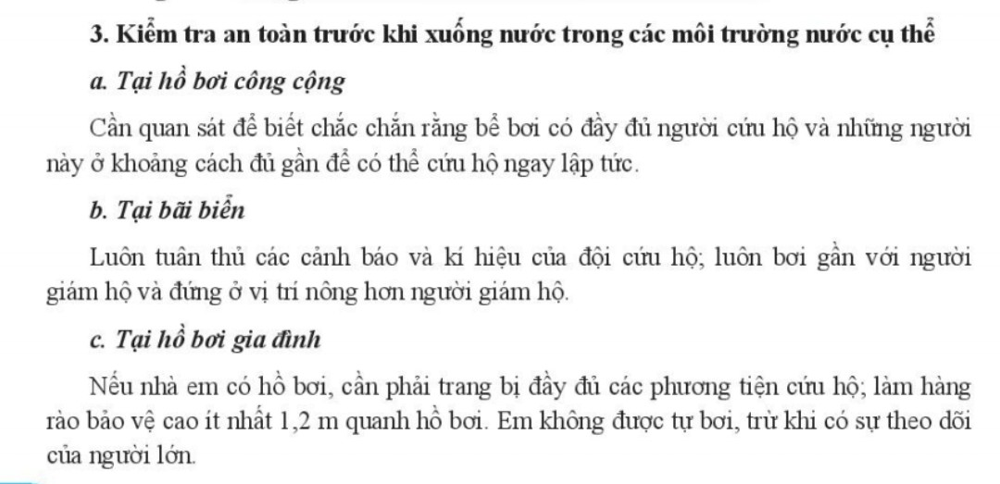 3. Kiểm tra an toàn trước khi xuống nước trong các môi trường nước cụ thể
a. Tại hồ bơi công cộng
Cần quan sát để biết chắc chắn rằng bể bơi có đầy đủ người cứu hộ và những người
này ở khoảng cách đủ gần để có thể cứu hộ ngay lập tức.
b. Tại bãi biển
Luôn tuân thủ các cảnh báo và kí hiệu của đội cứu hộ; luôn bơi gần với người
giám hộ và đứng ở vị trí nông hơn người giám hộ.
c. Tại hồ bơi gia đình
Nếu nhà em có hồ bơi, cần phải trang bị đầy đủ các phương tiện cứu hộ; làm hàng
rào bảo vệ cao ít nhất 1,2 m quanh hồ bơi. Em không được tự bơi, trừ khi có sự theo dõi
của người lớn.